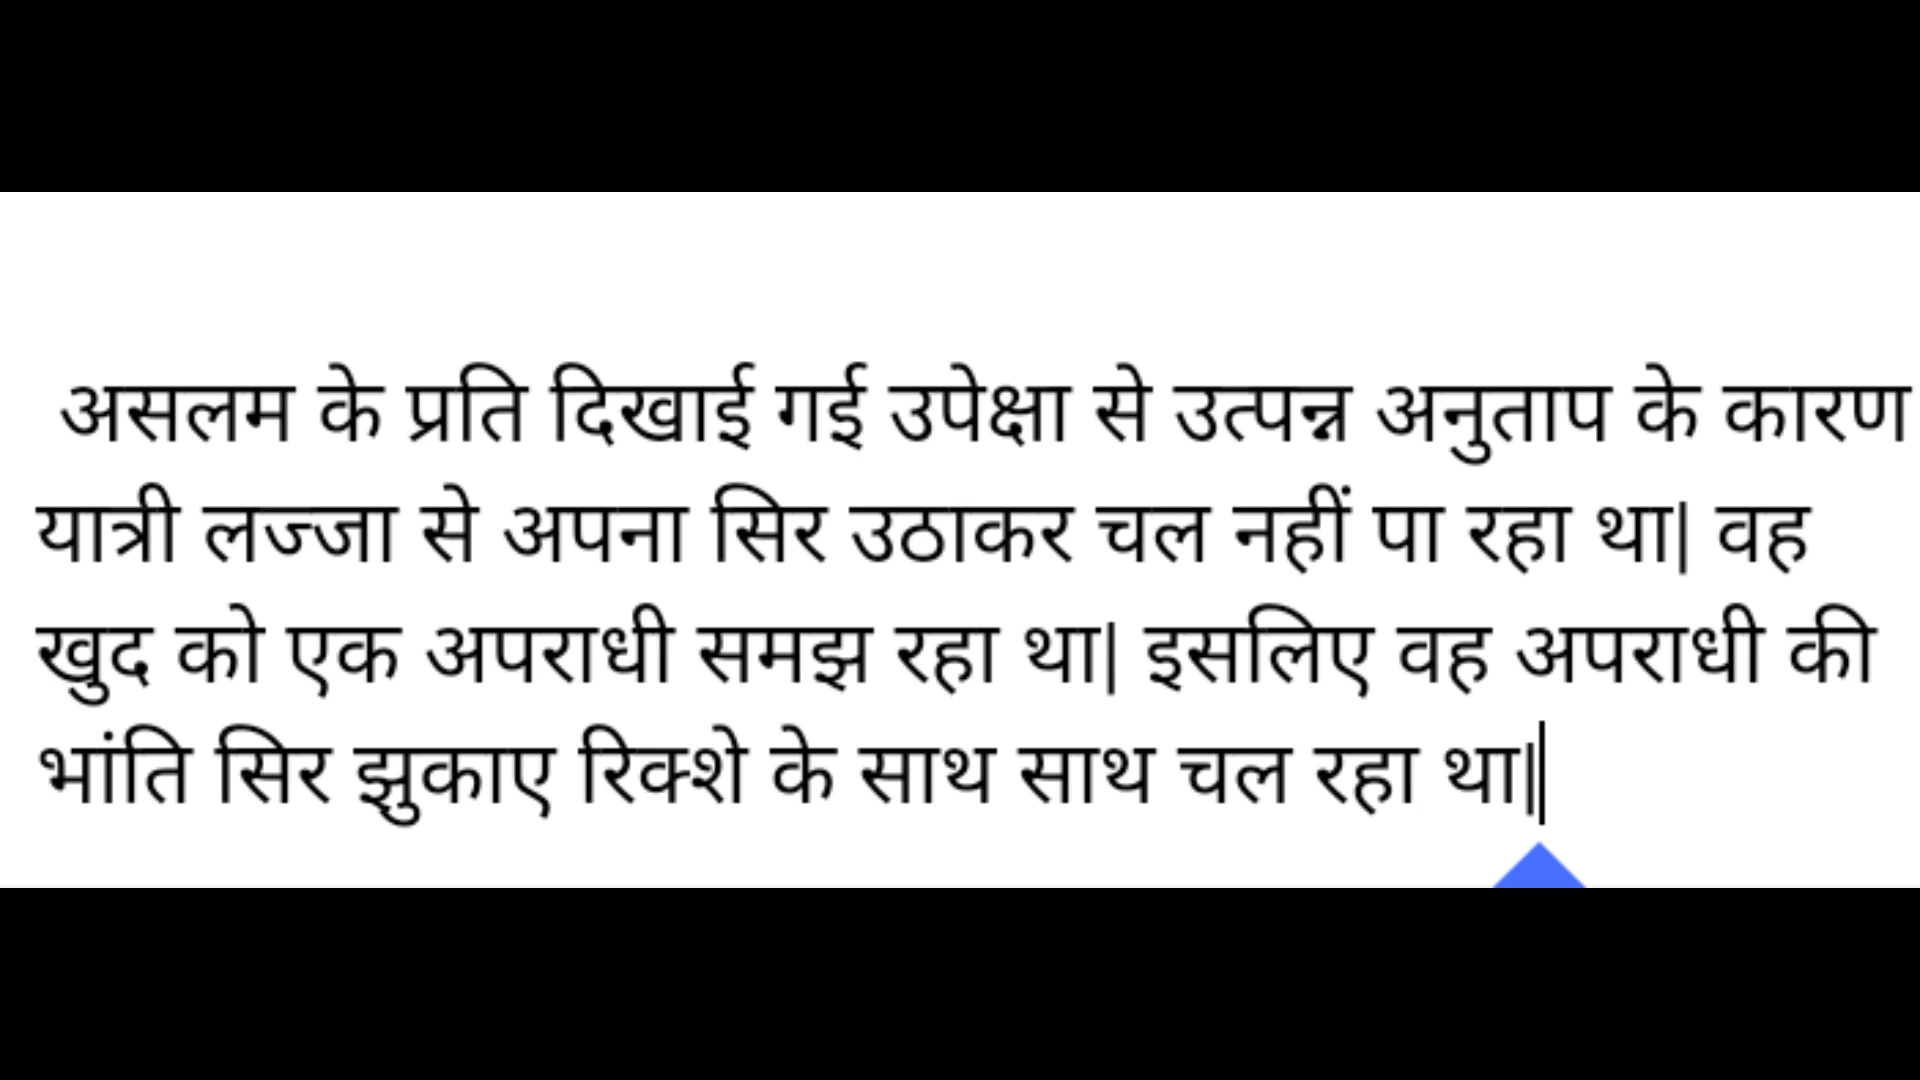 असलम के प्रति दिखाई गई उपेक्षा से उत्पन्न अनुताप के कारण
यात्री लज्जा से अपना सिर उठाकर चल नहीं पा रहा था| वह
खुद को एक अपराधी समझ रहा था| इसलिए वह अपराधी की
भांति सिर झुकाए रिक्शे के साथ साथ चल रहा था|